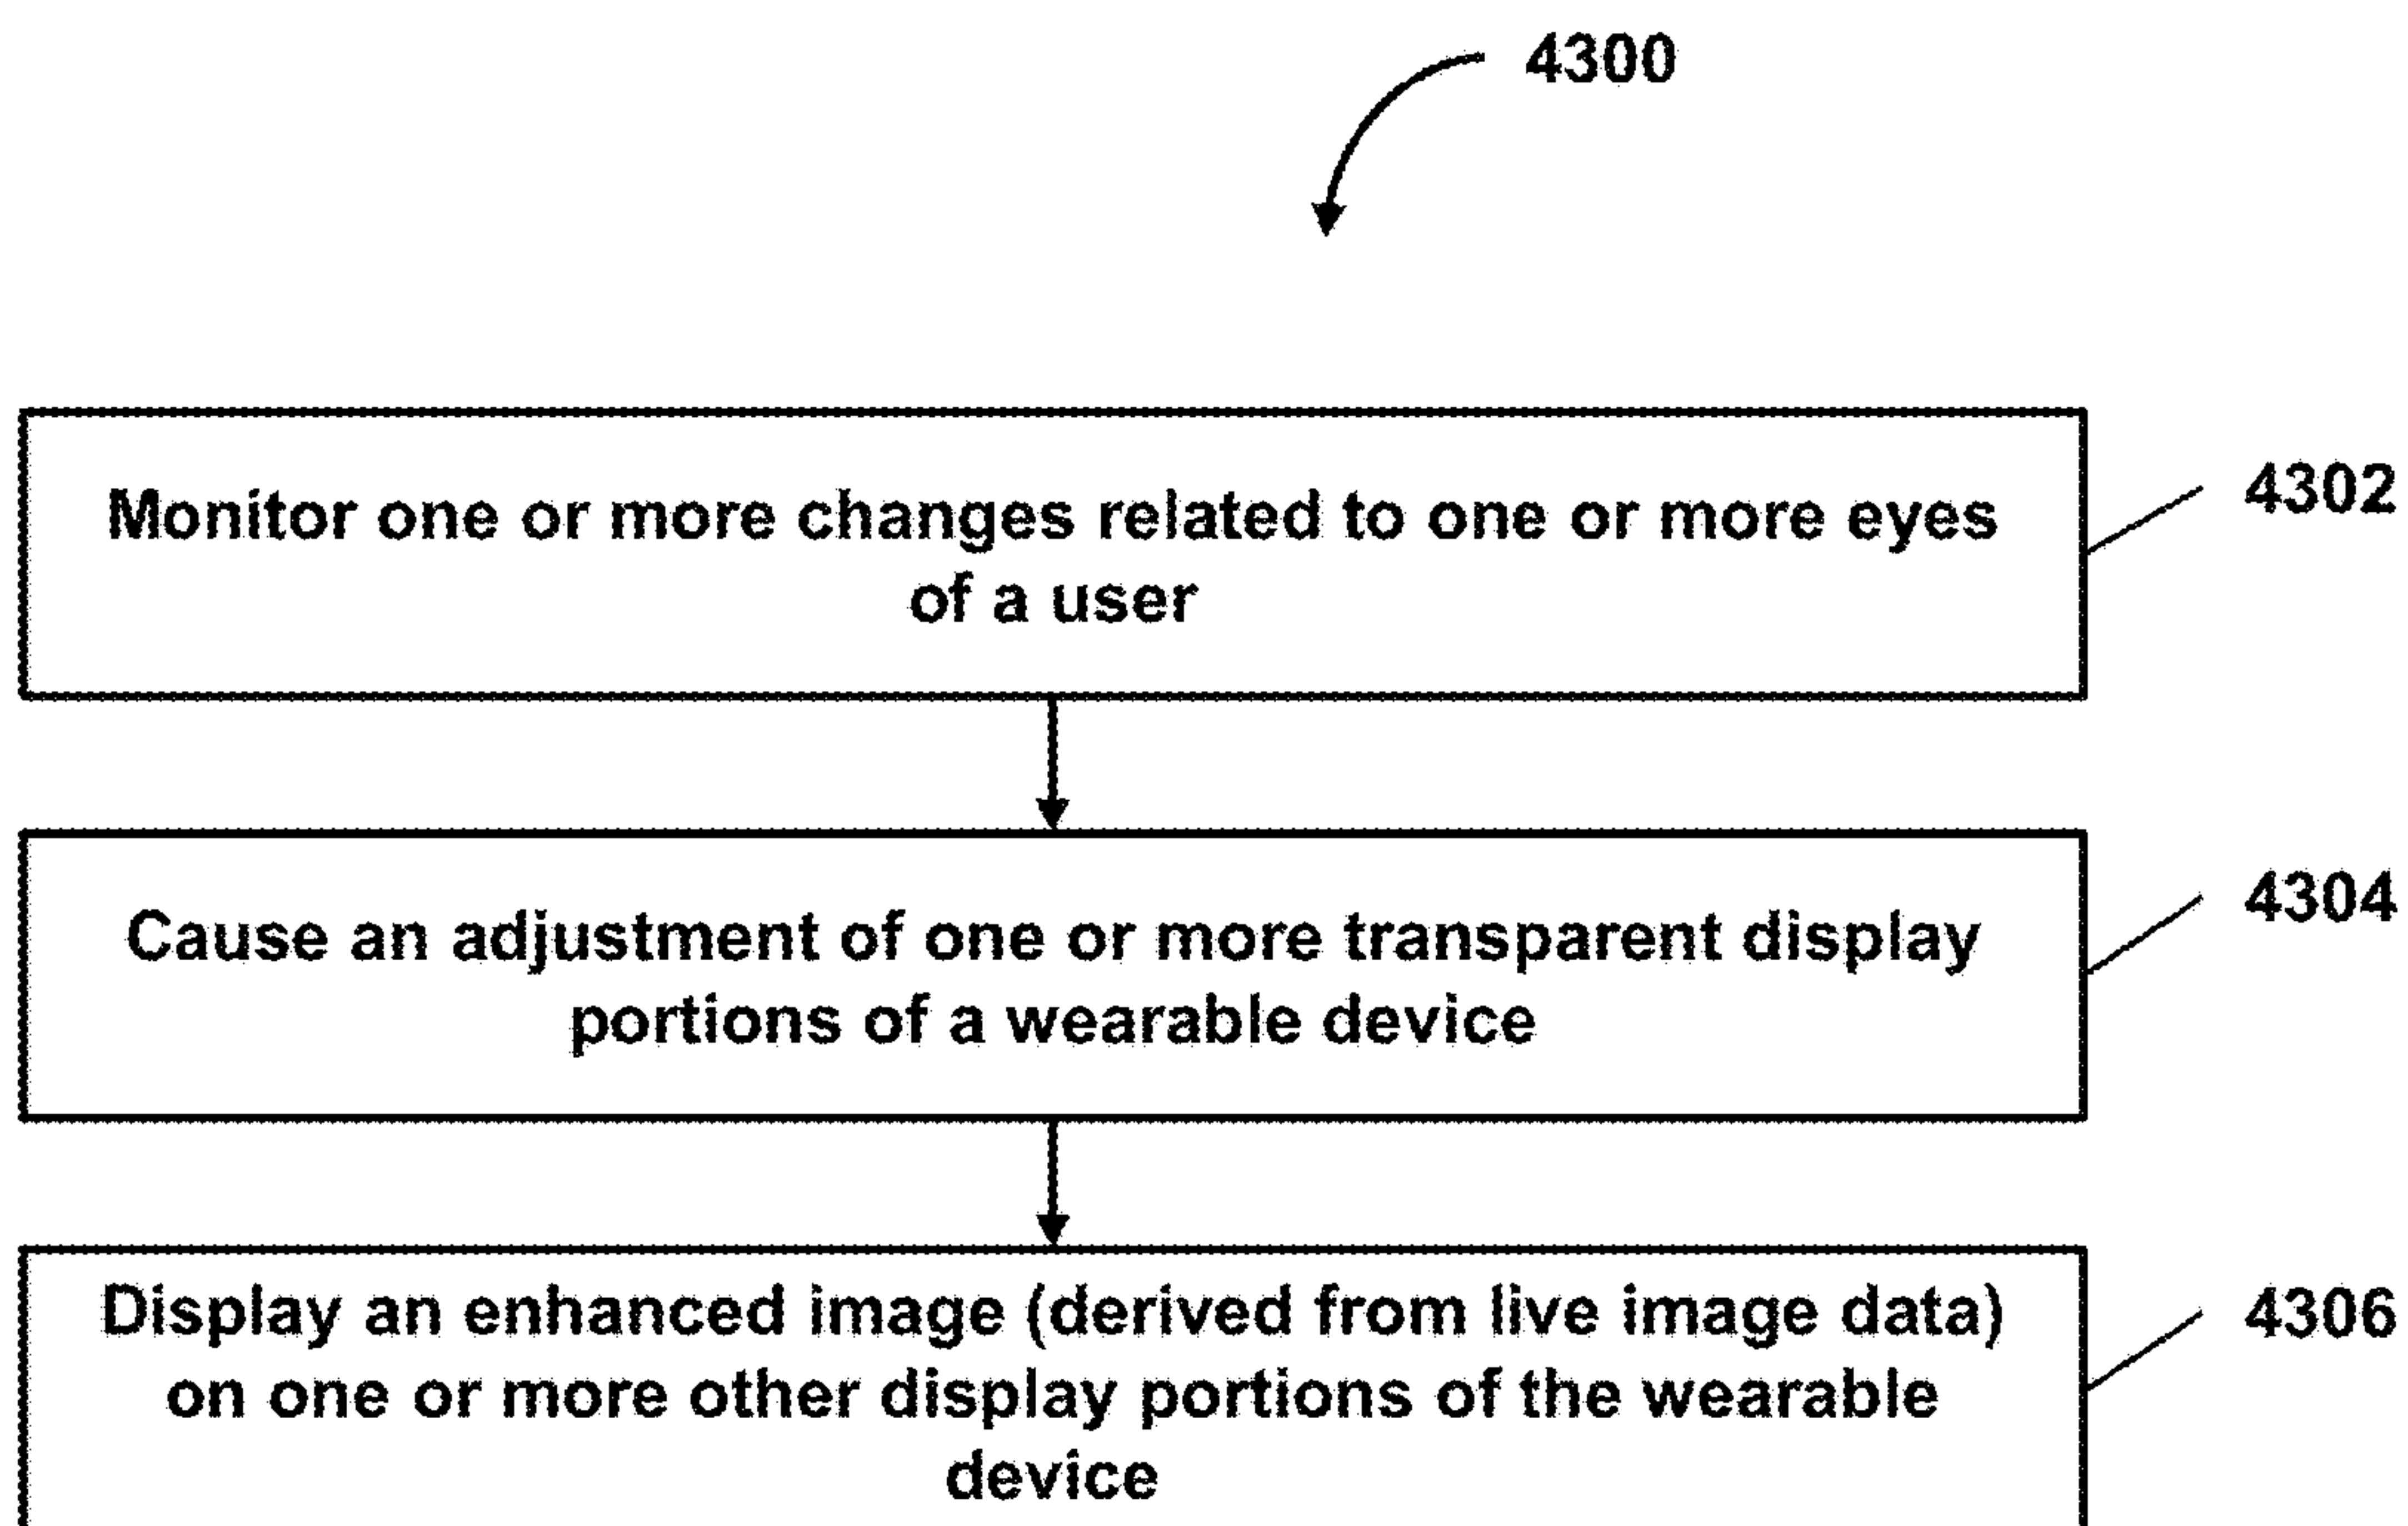 4300
Monitor one or more changes related to one or more eyes
of a user
4302
Cause an adjustment of one or more transparent display
portions of a wearable device
4304
Display an enhanced image (derived from live image data)
on one or more other display portions of the wearable
device
4306